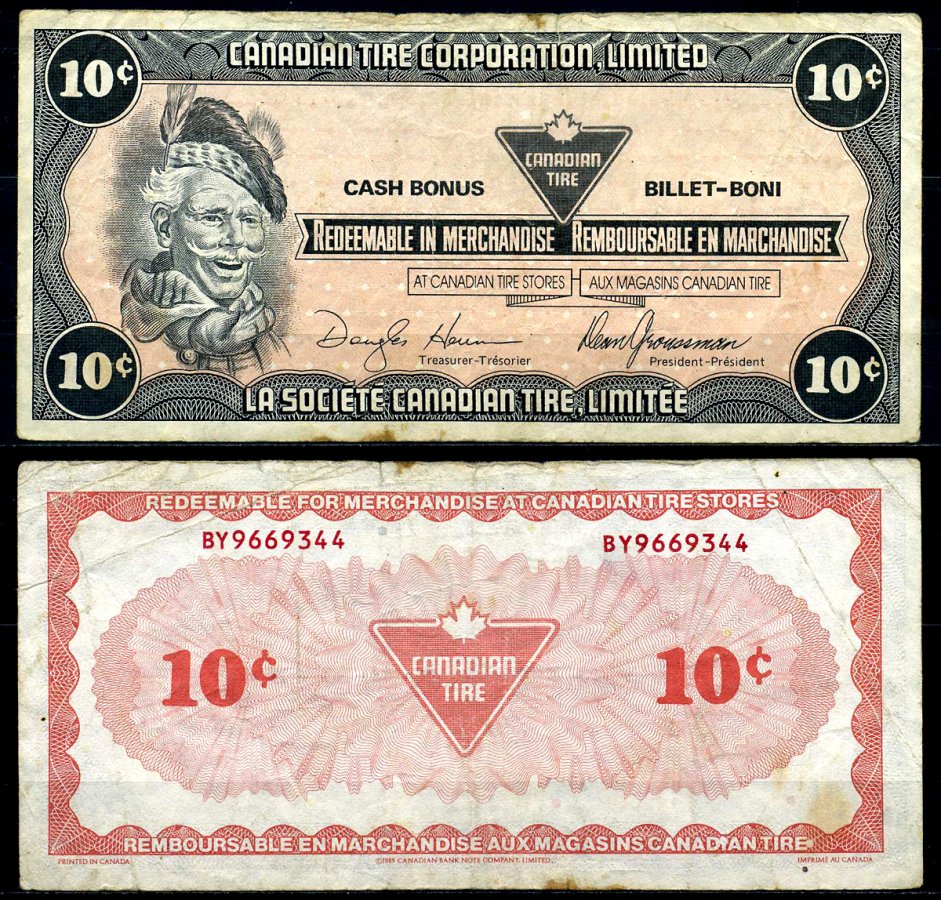 CANADIAN TIRE CORPORATION, LIMITED
10¢ 10¢
CANADIAN
TIRE
CASH BONUS BILLET-BONI
REDEEMABLE IN MERCHANDISE REMBOURSABLE EN MARCHANDISE
AT CANADIAN TIRE STORES AUX MAGASINS CANADIAN TIRE
Dean Groussman
Treasurer-Trésorier President-Président
10¢ 10¢
LA SOCIÉTÉ CANADIAN TIRE, LIMITÉE
REDEEMABLE FOR MERCHANDISE AT CANADIAN TIRE STORES
BY9669344 BY9669344
CANADIAN
TIRE
10¢ 10¢
REMBOURSABLE EN MARCHANDISE AUX MAGASINS CANADIAN TIRE
PRINTED IN CANADA ©1985 CANADIAN BANK NOTE COMPANY, LIMITED. IMPRIMÉ AU CANADA